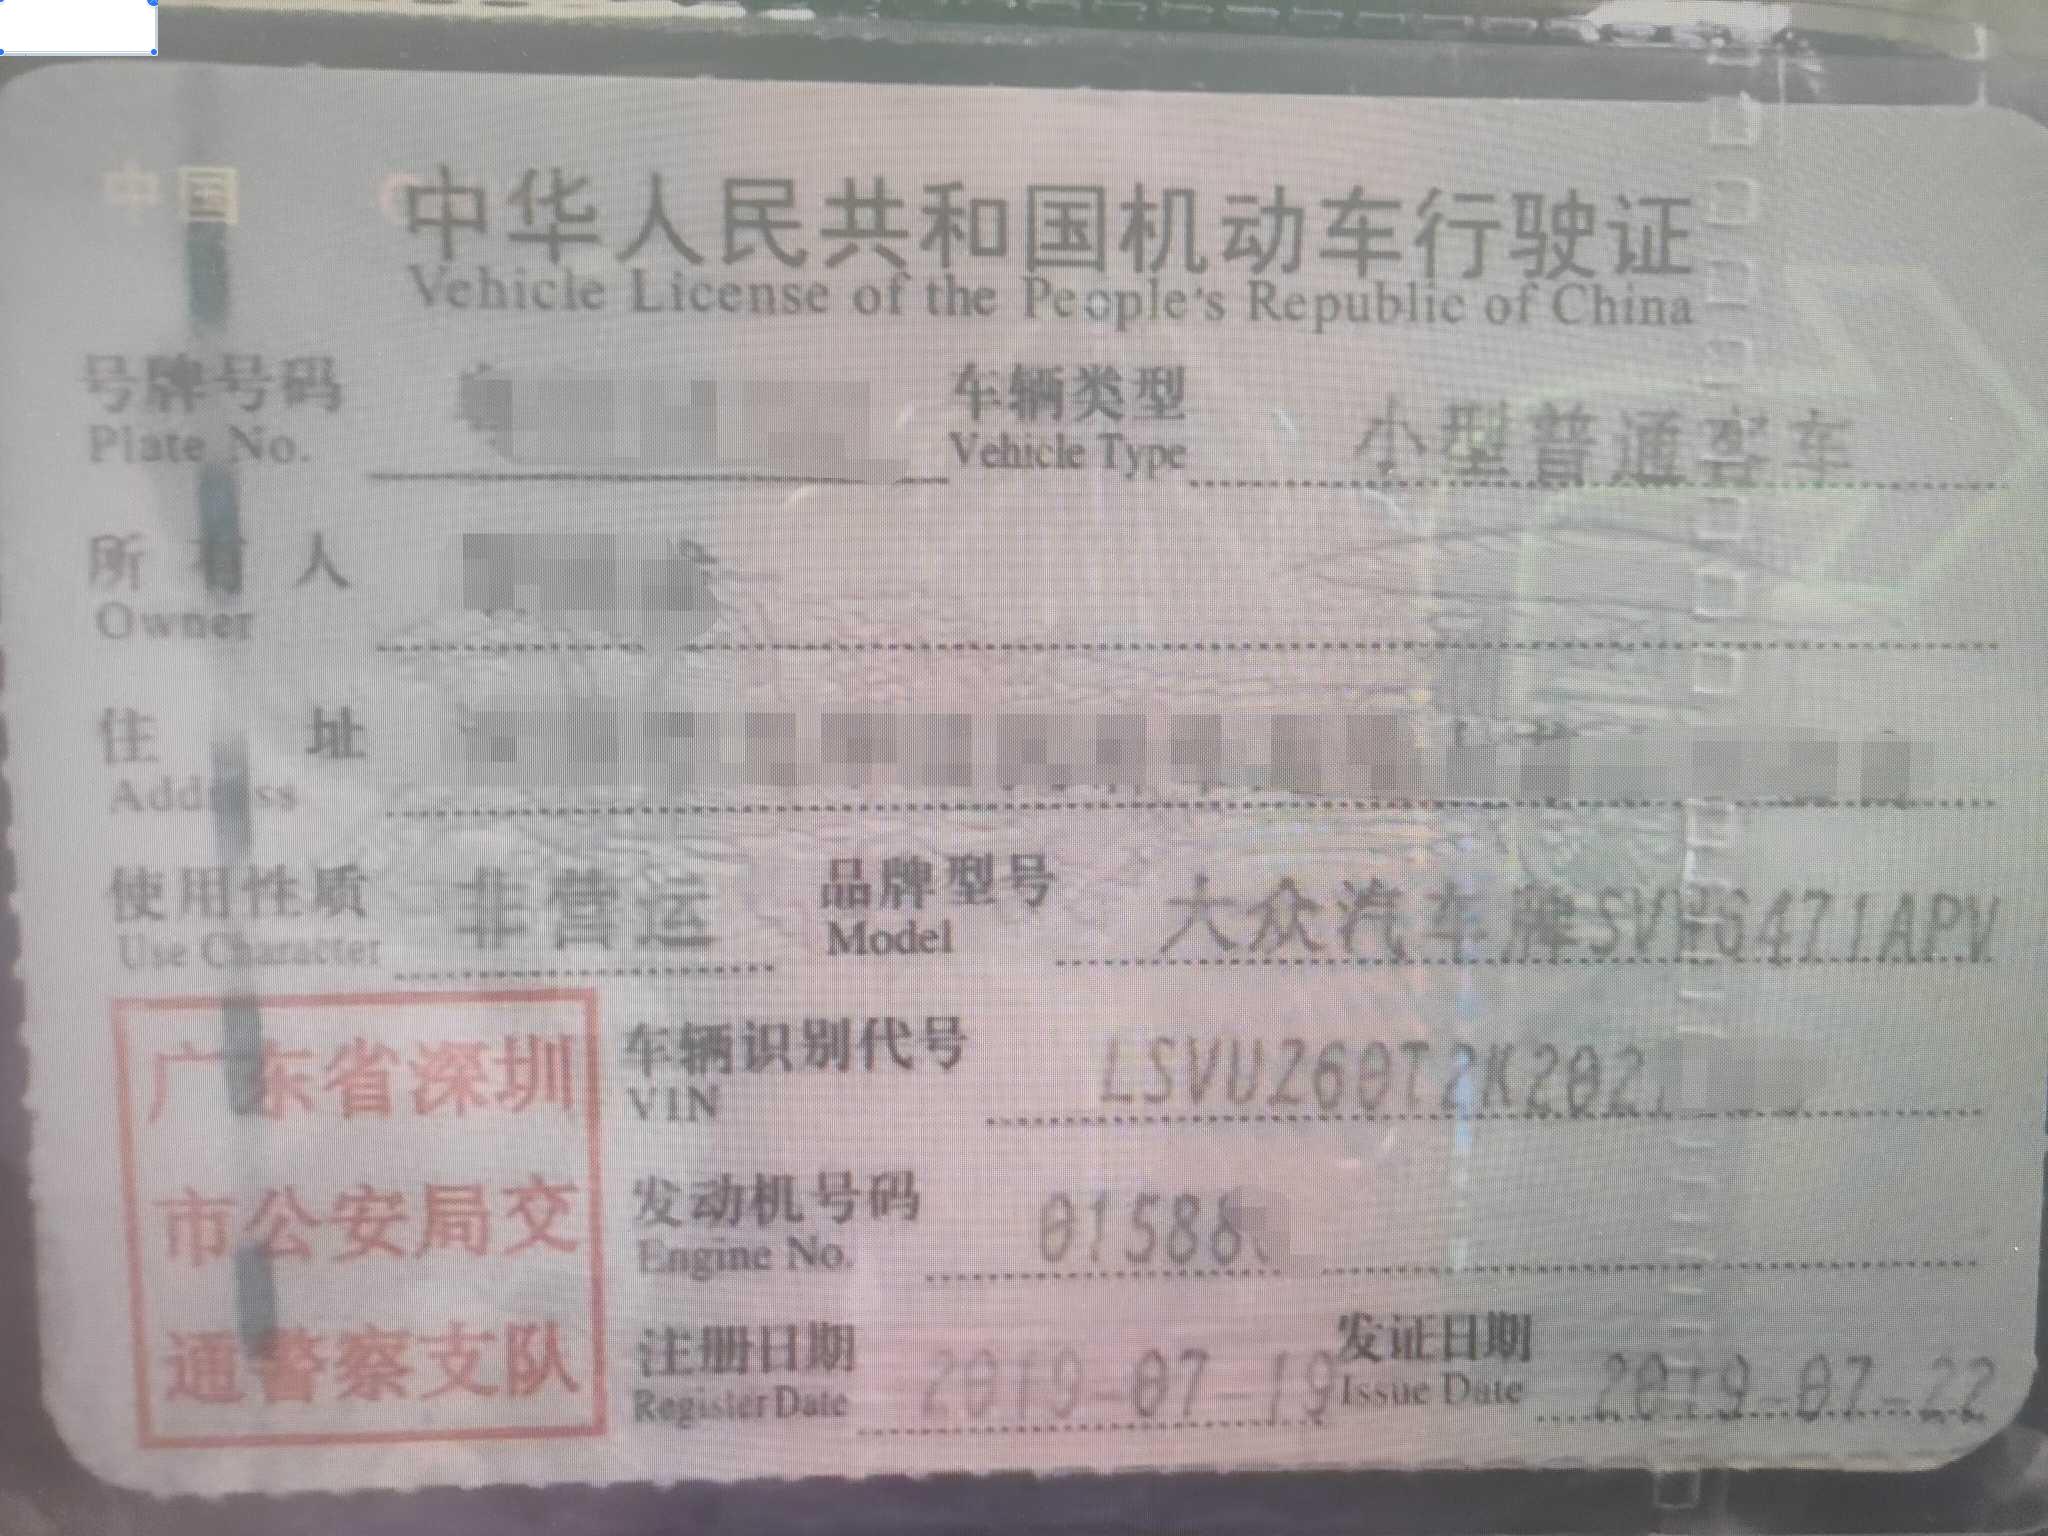 中国
中华人民共和国机动车行驶证
Vehicle License of the People's Republic of China
号牌号码
Plate No.
车辆类型 小型普通客车
Vehicle Type
所有人
Owner
住址
Address
使用性质 非营运
Use Character
品牌型号 大众汽车牌SVW6471APV
Model
广东省深圳
市公安局交
通警察支队
车辆识别代号 LSVU260T2K202
VIN
发动机号码 01588
Engine No.
注册日期 2019-07-19
Register Date
发证日期 2019-07-22
Issue Date